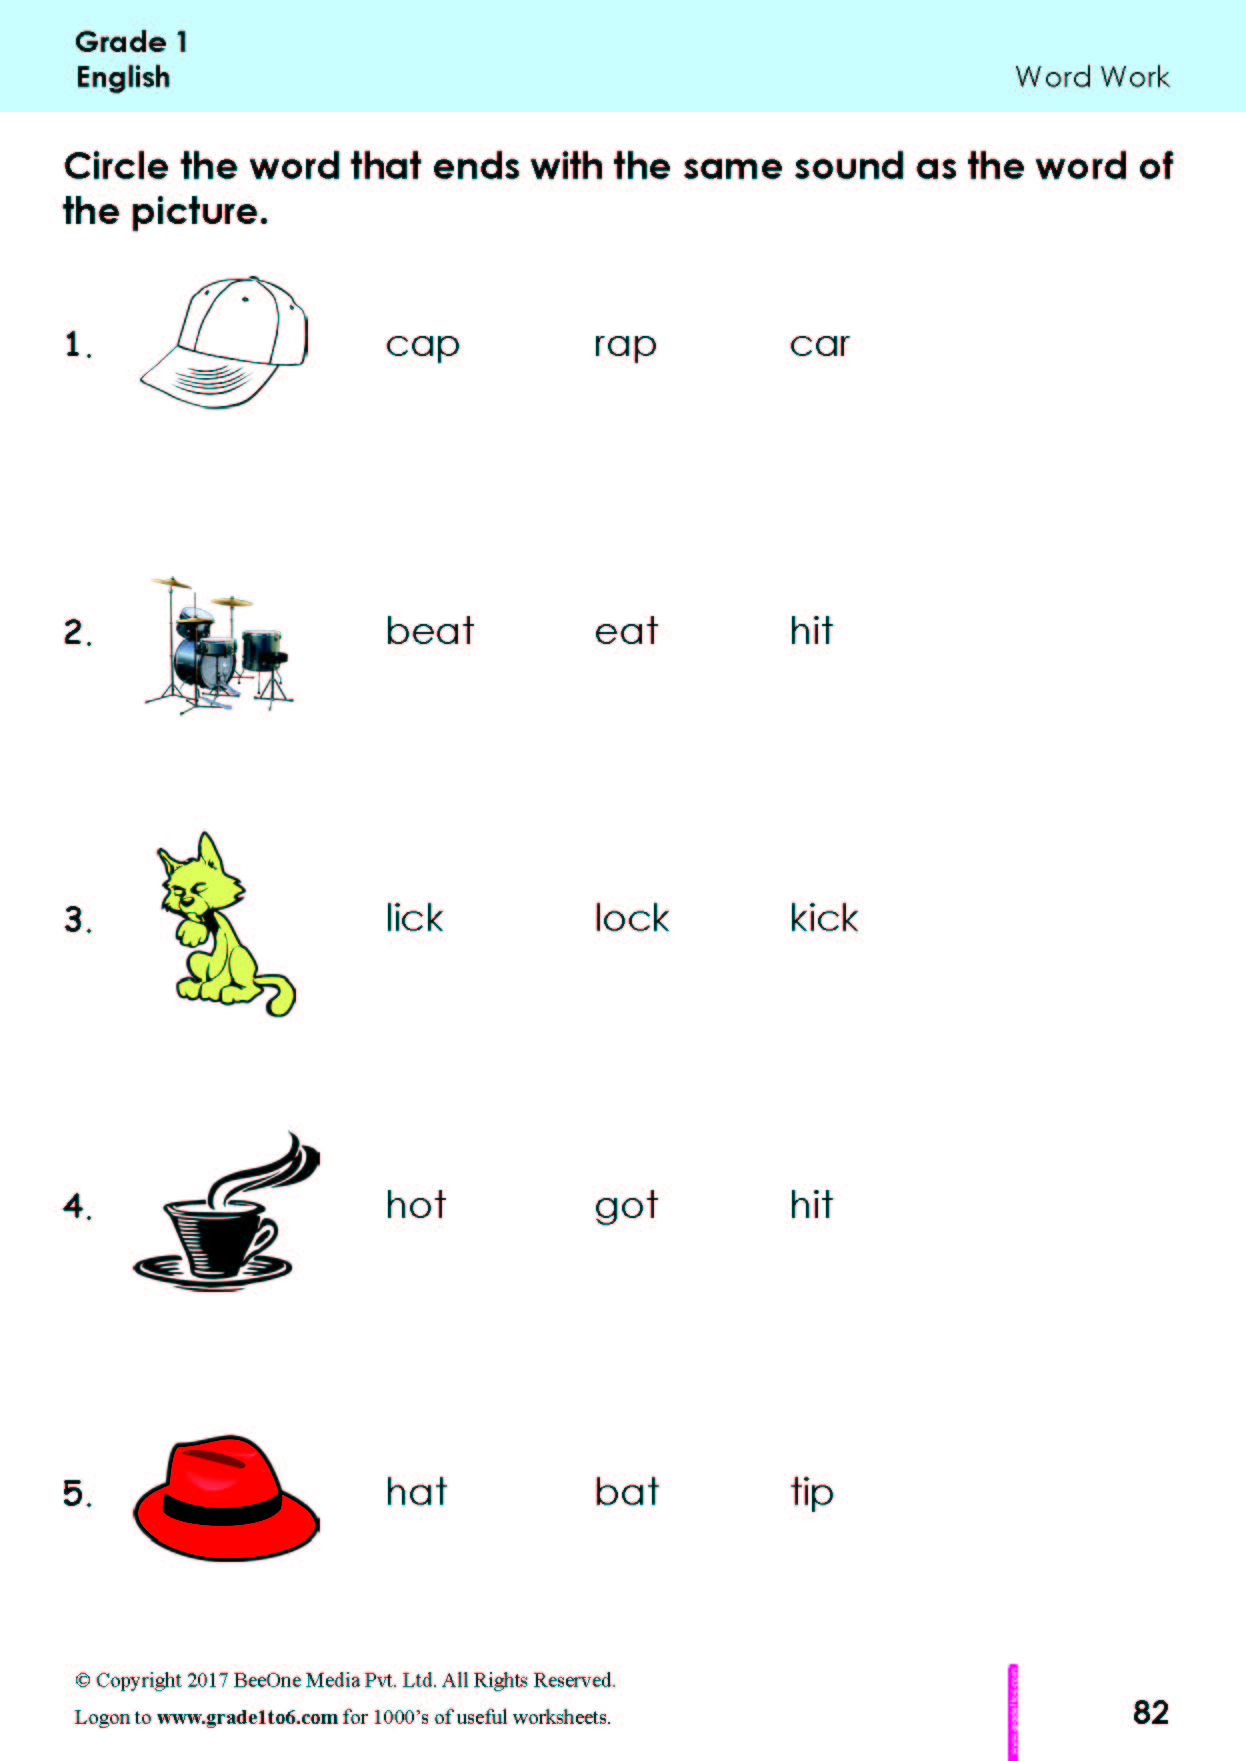 Grade 1
English
Word Work
Circle the word that ends with the same sound as the word of
the picture.
1. cap rap car
2. beat eat hit
3. lick lock kick
4. hot got hit
5. hat bat tip
© Copyright 2017 BeeOne Media Pvt. Ltd. All Rights Reserved.
Logon to www.grade1to6.com for 1000's of useful worksheets.
www.grade1to6.com
82